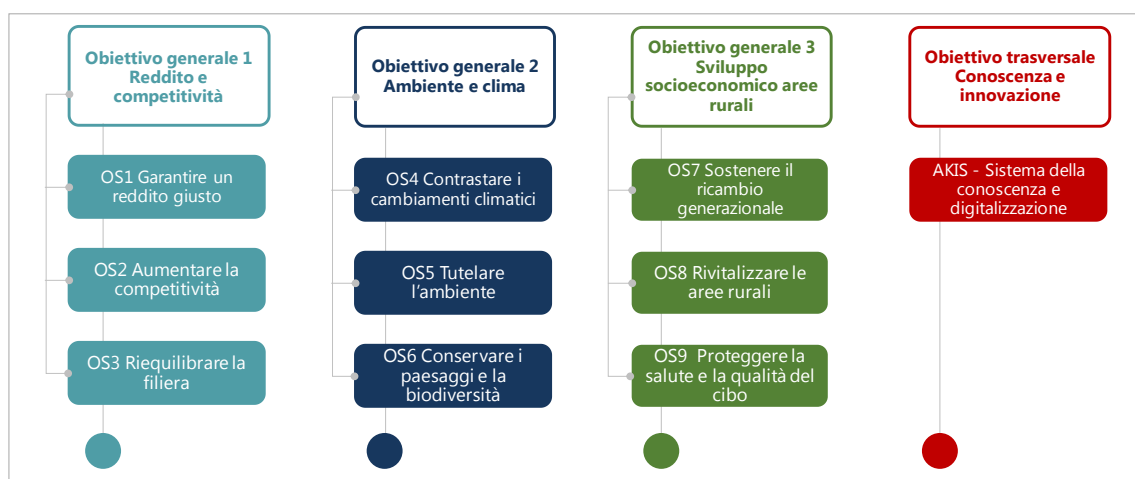 Obiettivo generale 1
Reddito e
competitività
OS1 Garantire un
reddito giusto
OS2 Aumentare la
competitività
OS3 Riequilibrare la
filiera
Obiettivo generale 2
Ambiente e clima
OS4 Contrastare i
cambiamenti climatici
OS5 Tutelare
l’ambiente
OS6 Conservare i
paesaggi e la
biodiversità
Obiettivo generale 3
Sviluppo
socioeconomico aree
rurali
OS7 Sostenere il
ricambio
generazionale
OS8 Rivitalizzare le
aree rurali
OS9 Proteggere la
salute e la qualità del
cibo
Obiettivo trasversale
Conoscenza e
innovazione
AKIS - Sistema della
conoscenza e
digitalizzazione